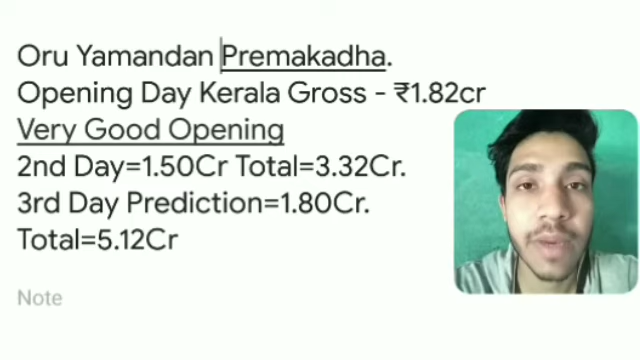 Oru Yamandan Premakadha.
Opening Day Kerala Gross - ₹1.82cr
Very Good Opening
2nd Day=1.50Cr Total=3.32Cr.
3rd Day Prediction=1.80Cr.
Total=5.12Cr
Note